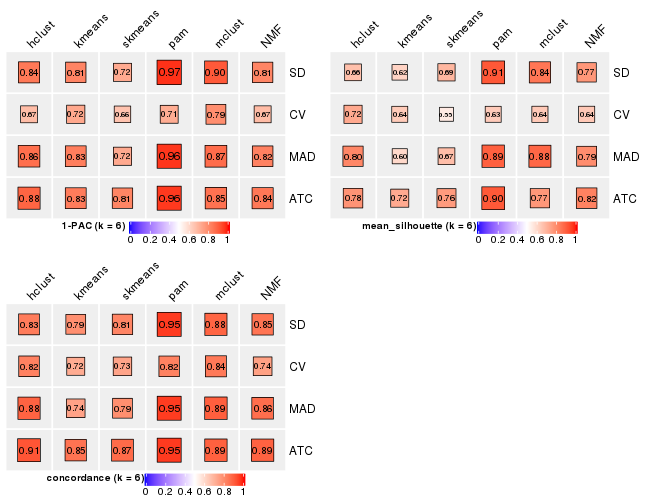 hclust kmeans skmeans pam mclust NMF
0.84 0.81 0.72 0.97 0.90 0.81 SD
0.67 0.72 0.66 0.71 0.79 0.67 CV
0.86 0.83 0.72 0.96 0.87 0.82 MAD
0.88 0.83 0.81 0.96 0.85 0.84 ATC
1-PAC (k = 6)
0 0.2 0.4 0.6 0.8 1
hclust kmeans skmeans pam mclust NMF
0.66 0.62 0.69 0.91 0.84 0.77 SD
0.72 0.64 0.55 0.63 0.64 0.64 CV
0.80 0.60 0.67 0.89 0.88 0.79 MAD
0.78 0.72 0.76 0.90 0.77 0.82 ATC
mean_silhouette (k = 6)
0 0.2 0.4 0.6 0.8 1
hclust kmeans skmeans pam mclust NMF
0.83 0.79 0.81 0.95 0.88 0.85 SD
0.82 0.72 0.73 0.82 0.84 0.74 CV
0.88 0.74 0.79 0.95 0.89 0.86 MAD
0.91 0.85 0.87 0.95 0.89 0.89 ATC
concordance (k = 6)
0 0.2 0.4 0.6 0.8 1